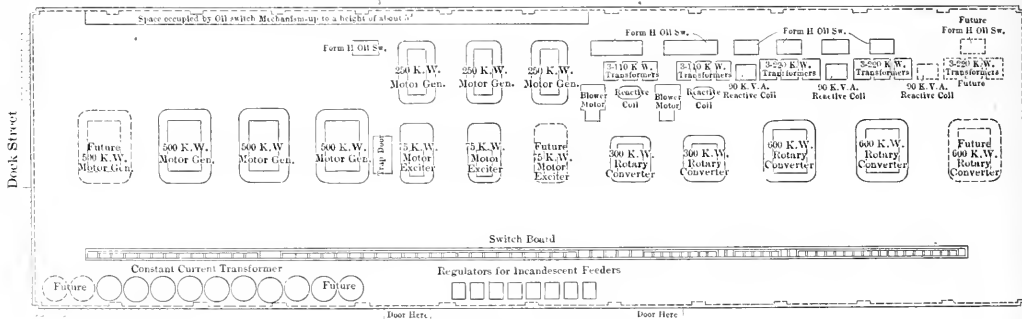 Space occupied by Oil switch Mechanism-up to a height of about 5'
Form H Oil Sw.
Form H Oil Sw.
Form H Oil Sw.
Future
Form H Oil Sw.
250 K.W.
Motor Gen.
250 K.W.
Motor Gen.
250 K.W.
Motor Gen.
3-110 K.W.
Transformers
3-110 K.W.
Transformers
3-220 K.W.
Transformers
3-220 K.W.
Transformers
3-220 K.W.
Transformers
Future
Blower
Motor
Reactive
Coil
Blower
Motor
Reactive
Coil
90 K.V.A.
Reactive Coil
90 K.V.A.
Reactive Coil
90 K.V.A.
Reactive Coil
Dock Street
Future
500 K.W.
Motor Gen.
500 K.W.
Motor Gen.
500 K.W.
Motor Gen.
500 K.W.
Motor Gen.
Trap Door
75 K.W.
Motor
Exciter
75 K.W.
Motor
Exciter
Future
75 K.W.
Motor
Exciter
300 K.W.
Rotary
Converter
300 K.W.
Rotary
Converter
600 K.W.
Rotary
Converter
600 K.W.
Rotary
Converter
Future
600 K.W.
Rotary
Converter
Switch Board
Constant Current Transformer
Regulators for Incandescent Feeders
Future
Future
Door Here
Door Here